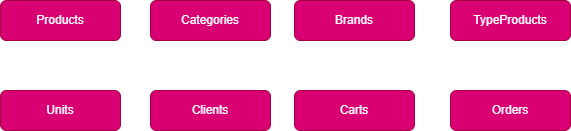 Products
Categories
Brands
TypeProducts
Units
Clients
Carts
Orders